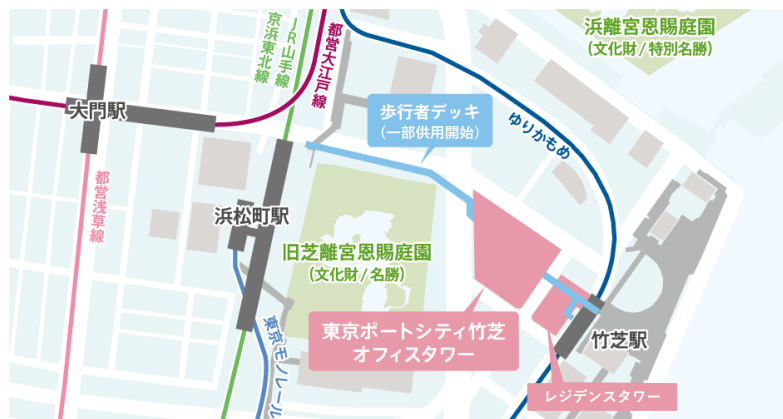 浜離宮恩賜庭園
(文化財/特別名勝)
JR山手線
京浜東北線
都営大江戸線
大門駅
歩行者デッキ
(一部供用開始)
ゆりかもめ
都営浅草線
浜松町駅
旧芝離宮恩賜庭園
(文化財/名勝)
東京モノレール
東京ポートシティ竹芝
オフィスタワー
竹芝駅
レジデンスタワー